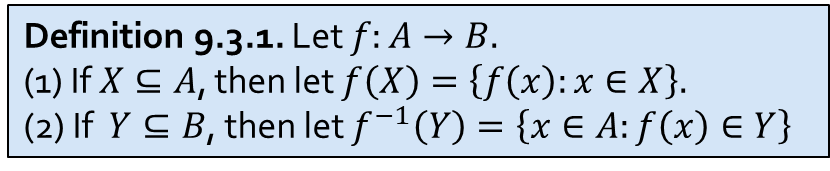 Definition 9.3.1. Let f: A → B.
(1) If X ⊆ A, then let f(X) = {f(x): x ∈ X}.
(2) If Y ⊆ B, then let f⁻¹(Y) = {x ∈ A: f(x) ∈ Y}